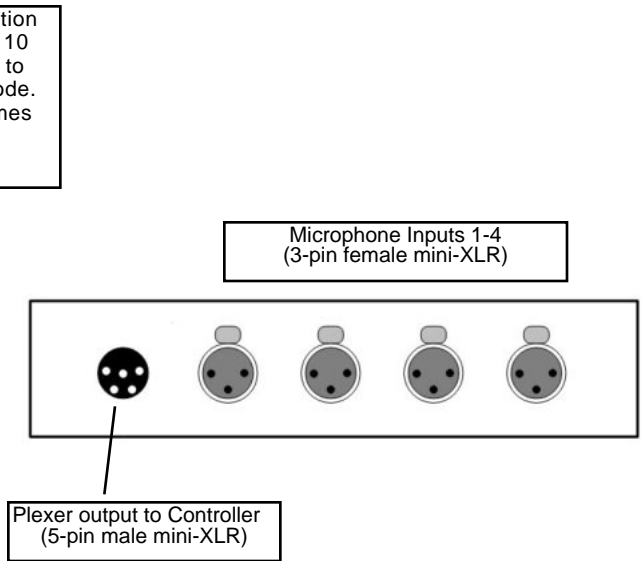 tion
10
to
ode.
nes
Microphone Inputs 1-4
(3-pin female mini-XLR)
Plexer output to Controller
(5-pin male mini-XLR)